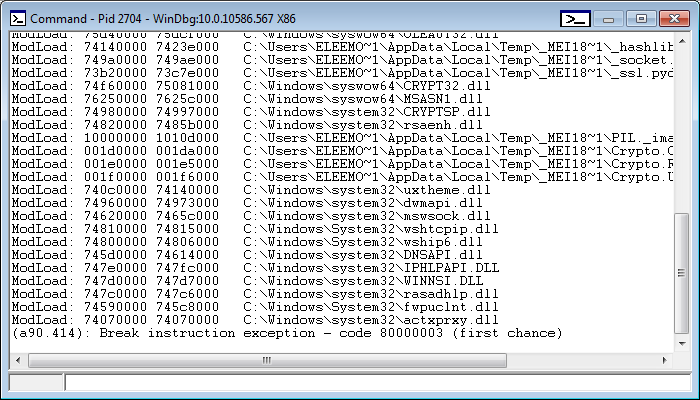 Command - Pid 2704 - WinDbg:10.0.10586.567 X86
ModLoad: 75d40000 75dcf000   C:\Windows\syswow64\OLEAUT32.dll
ModLoad: 74140000 7423e000   C:\Users\ELEEMO~1\AppData\Local\Temp\_MEI18~1\_hashlib
ModLoad: 749a0000 749ae000   C:\Users\ELEEMO~1\AppData\Local\Temp\_MEI18~1\_socket.
ModLoad: 73b20000 73c7e000   C:\Users\ELEEMO~1\AppData\Local\Temp\_MEI18~1\_ssl.pyd
ModLoad: 74f60000 75081000   C:\Windows\syswow64\CRYPT32.dll
ModLoad: 76250000 7625c000   C:\Windows\syswow64\MSASN1.dll
ModLoad: 74980000 74997000   C:\Windows\system32\CRYPTSP.dll
ModLoad: 74820000 7485b000   C:\Windows\system32\rsaenh.dll
ModLoad: 10000000 1010d000   C:\Users\ELEEMO~1\AppData\Local\Temp\_MEI18~1\PIL._ima
ModLoad: 001d0000 001da000   C:\Users\ELEEMO~1\AppData\Local\Temp\_MEI18~1\Crypto.C
ModLoad: 001e0000 001e5000   C:\Users\ELEEMO~1\AppData\Local\Temp\_MEI18~1\Crypto.R
ModLoad: 001f0000 001f6000   C:\Users\ELEEMO~1\AppData\Local\Temp\_MEI18~1\Crypto.U
ModLoad: 740c0000 74140000   C:\Windows\system32\uxtheme.dll
ModLoad: 74960000 74973000   C:\Windows\system32\dwmapi.dll
ModLoad: 74620000 7465c000   C:\Windows\system32\mswsock.dll
ModLoad: 74810000 74815000   C:\Windows\System32\wshtcpip.dll
ModLoad: 74800000 74806000   C:\Windows\System32\wship6.dll
ModLoad: 745d0000 74614000   C:\Windows\system32\DNSAPI.dll
ModLoad: 747e0000 747fc000   C:\Windows\system32\IPHLPAPI.DLL
ModLoad: 747d0000 747d7000   C:\Windows\system32\WINNSI.DLL
ModLoad: 747c0000 747c6000   C:\Windows\system32\rasadhlp.dll
ModLoad: 74590000 745c8000   C:\Windows\System32\fwpuclnt.dll
ModLoad: 74070000 74070000   C:\Windows\system32\actxprxy.dll
(a90.414): Break instruction exception - code 80000003 (first chance)